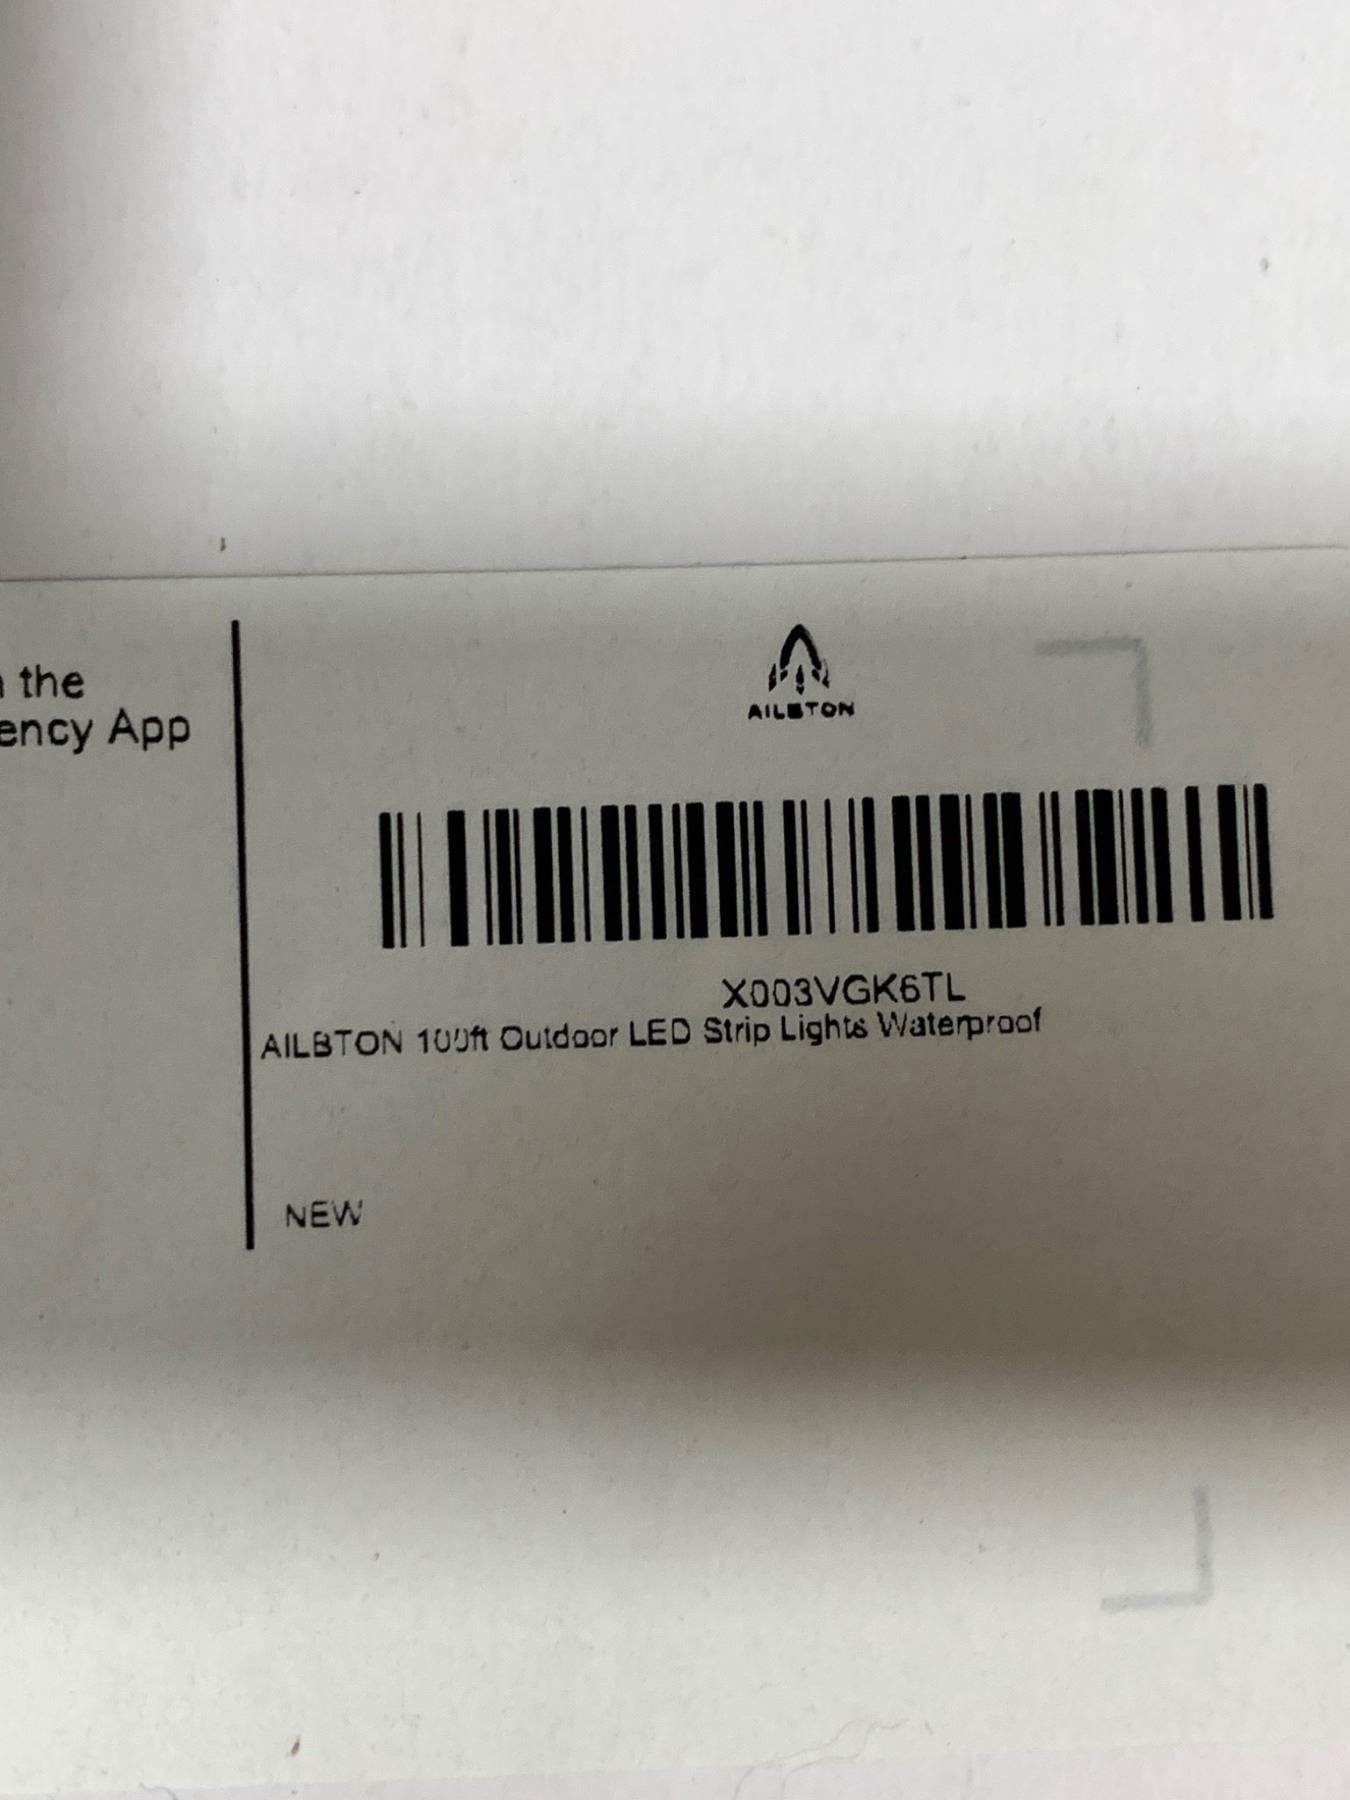 the
ency App
AILBTON
X003VGK6TL
AILBTON 100ft Outdoor LED Strip Lights Waterproof
NEW